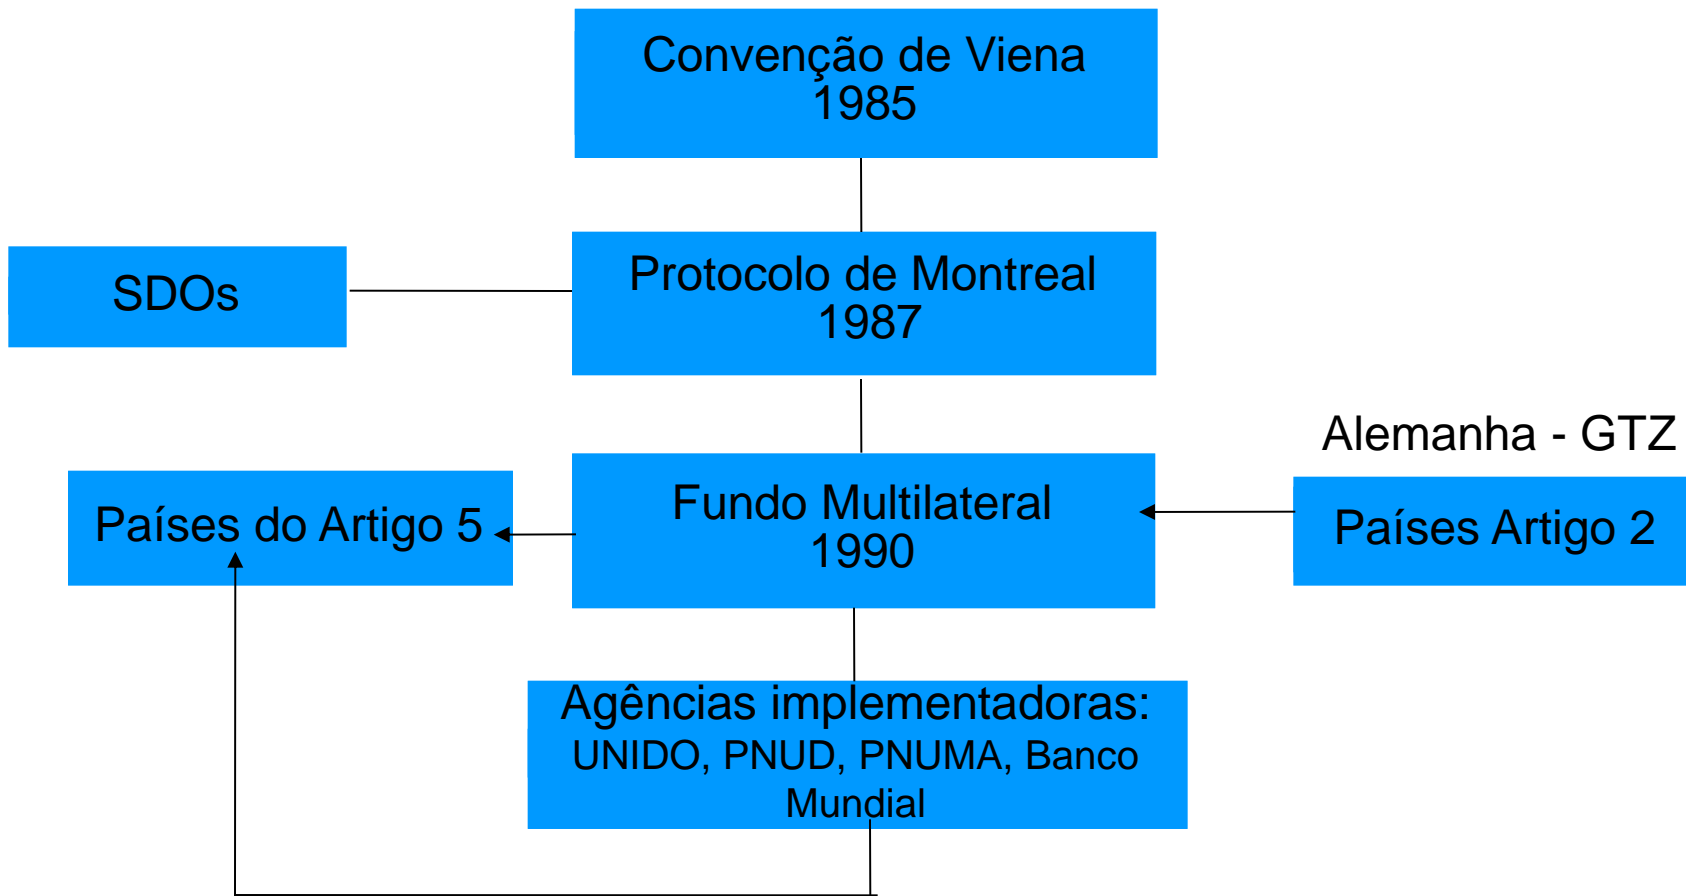 Convenção de Viena
1985
SDOs
Protocolo de Montreal
1987
Alemanha - GTZ
Países do Artigo 5
Fundo Multilateral
1990
Países Artigo 2
Agências implementadoras:
UNIDO, PNUD, PNUMA, Banco
Mundial